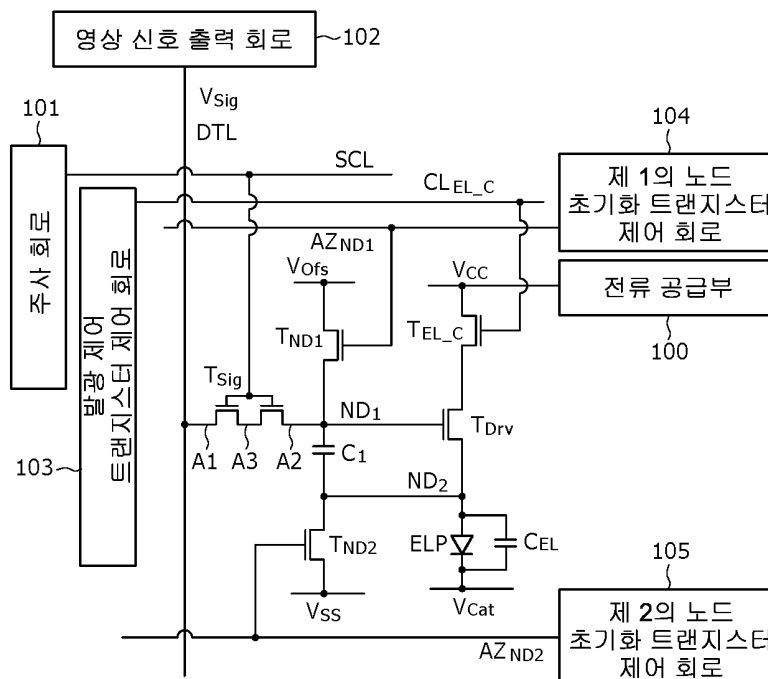 영상 신호 출력 회로
102
V_Sig
DTL
101
주사 회로
SCL
104
제 1의 노드
초기화 트랜지스터
제어 회로
CL_EL_C
AZ_ND1
발광 제어
트랜지스터 제어 회로
103
V_Ofs
V_CC
전류 공급부
100
T_ND1
T_EL_C
T_Sig
ND_1
T_Drv
A1
A3
A2
C_1
ND_2
T_ND2
ELP
C_EL
105
V_SS
V_Cat
제 2의 노드
초기화 트랜지스터
제어 회로
AZ_ND2